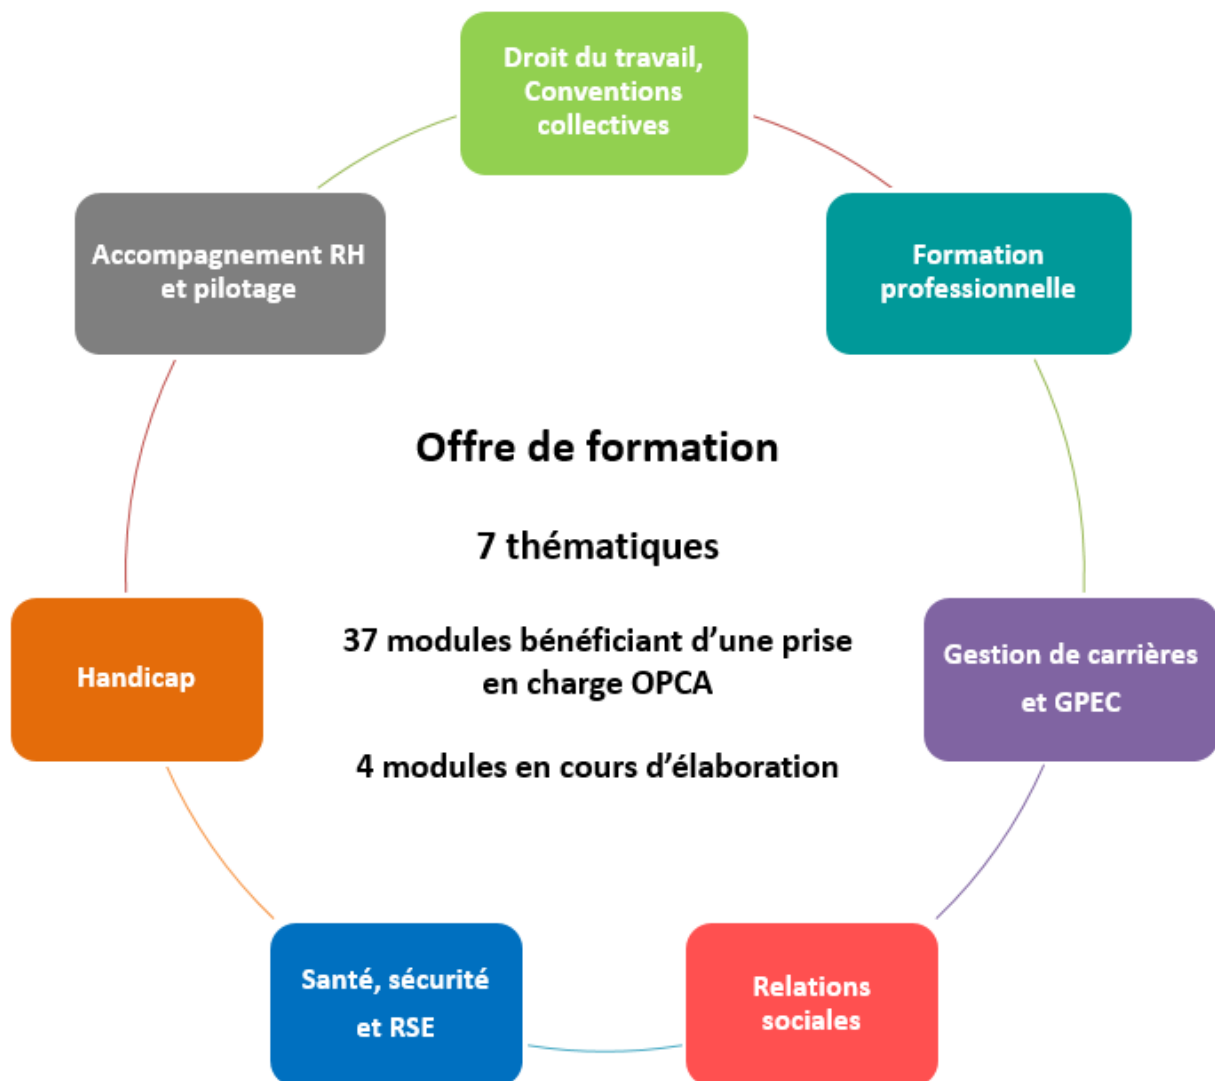 Droit du travail,
Conventions
collectives
Accompagnement RH
et pilotage
Formation
professionnelle
Offre de formation
7 thématiques
37 modules bénéficiant d’une prise
en charge OPCA
4 modules en cours d’élaboration
Handicap
Gestion de carrières
et GPEC
Santé, sécurité
et RSE
Relations
sociales